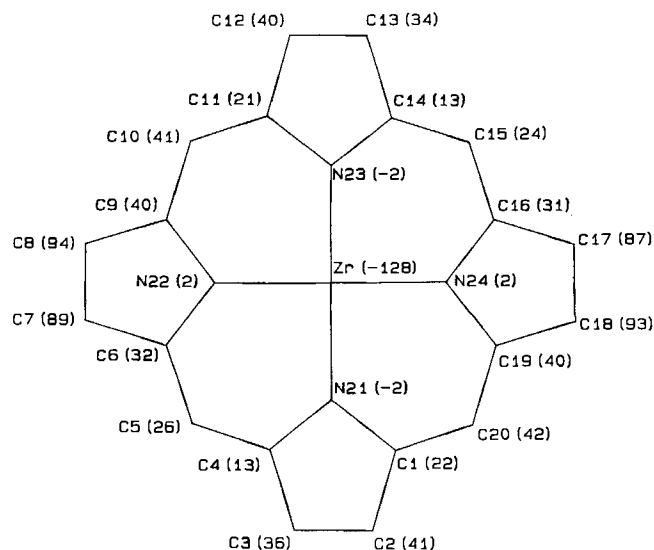 C12 (40) C13 (34)
C11 (21) C14 (13)
C10 (41) C15 (24)
N23 (-2)
C9 (40) C16 (31)
C8 (94) C17 (87)
Zr (-128)
N22 (2) N24 (2)
C7 (89) C18 (93)
C6 (32) C19 (40)
N21 (-2)
C5 (26) C20 (42)
C4 (13) C1 (22)
C3 (36) C2 (41)